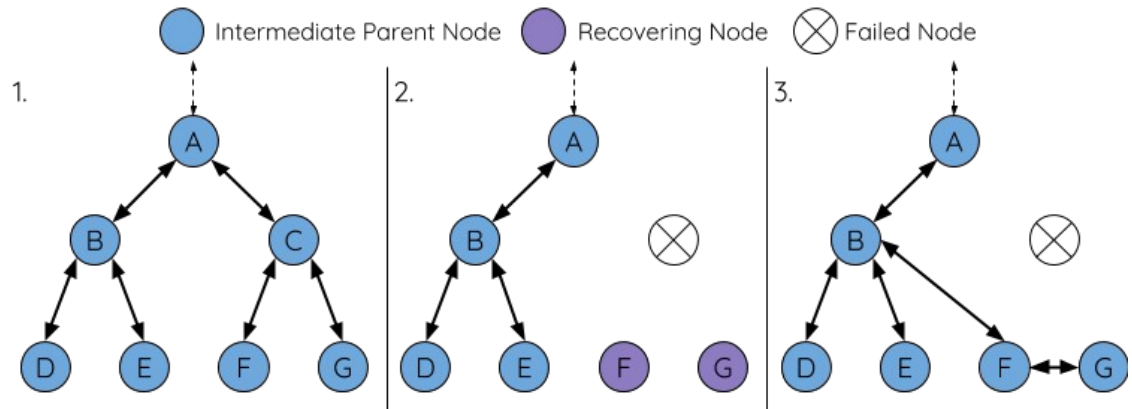 Intermediate Parent Node Recovering Node Failed Node
1. 2. 3.
A A A
B C B B
D E F G D E F G D E F G